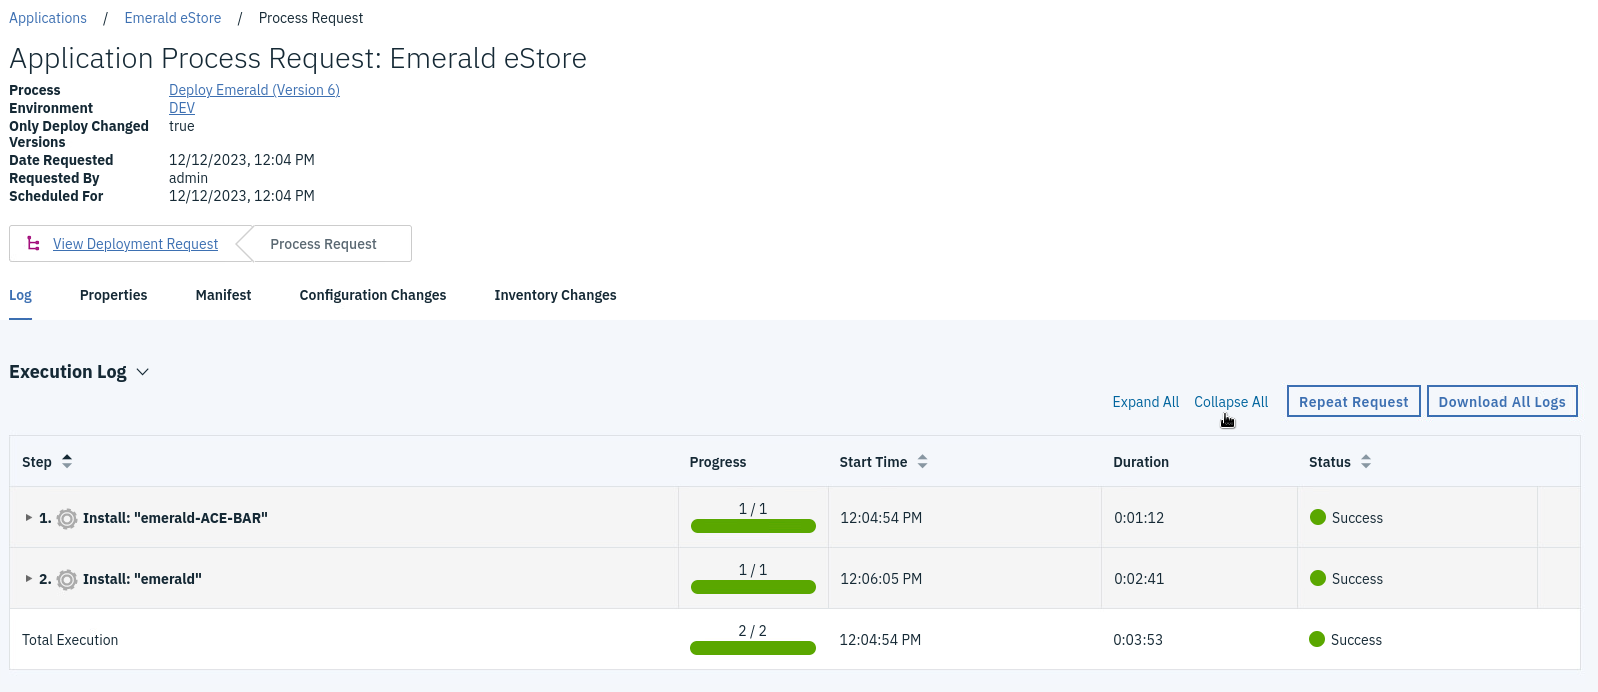 Applications / Emerald eStore / Process Request
Application Process Request: Emerald eStore
Process Deploy Emerald (Version 6)
Environment DEV
Only Deploy Changed Versions true
Date Requested 12/12/2023, 12:04 PM
Requested By admin
Scheduled For 12/12/2023, 12:04 PM
View Deployment Request Process Request
Log Properties Manifest Configuration Changes Inventory Changes
Execution Log
Expand All Collapse All Repeat Request Download All Logs
Step Progress Start Time Duration Status
1. Install: "emerald-ACE-BAR" 1 / 1 12:04:54 PM 0:01:12 Success
2. Install: "emerald" 1 / 1 12:06:05 PM 0:02:41 Success
Total Execution 2 / 2 12:04:54 PM 0:03:53 Success